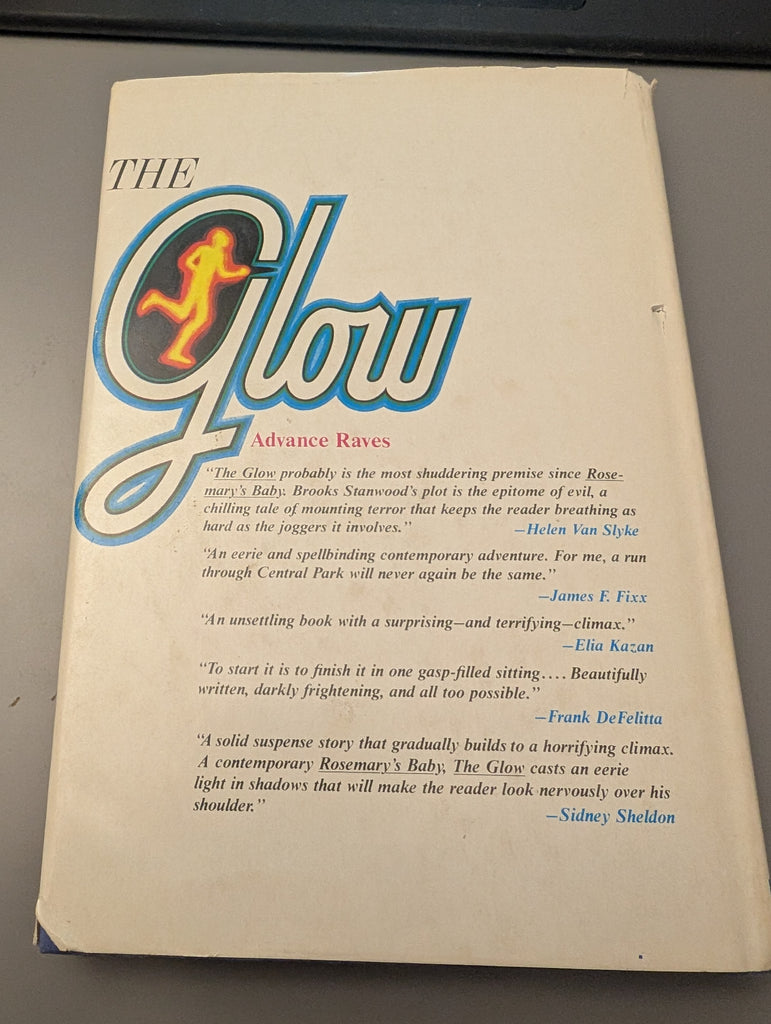 THE
Glow
Advance Raves
“The Glow probably is the most shuddering premise since Rose-
mary’s Baby. Brooks Stanwood’s plot is the epitome of evil, a
chilling tale of mounting terror that keeps the reader breathing as
hard as the joggers it involves.”
—Helen Van Slyke
“An eerie and spellbinding contemporary adventure. For me, a run
through Central Park will never again be the same.”
—James F. Fixx
“An unsettling book with a surprising—and terrifying—climax.”
—Elia Kazan
“To start it is to finish it in one gasp-filled sitting.... Beautifully
written, darkly frightening, and all too possible.”
—Frank DeFelitta
“A solid suspense story that gradually builds to a horrifying climax.
A contemporary Rosemary’s Baby, The Glow casts an eerie
light in shadows that will make the reader look nervously over his
shoulder.”
—Sidney Sheldon